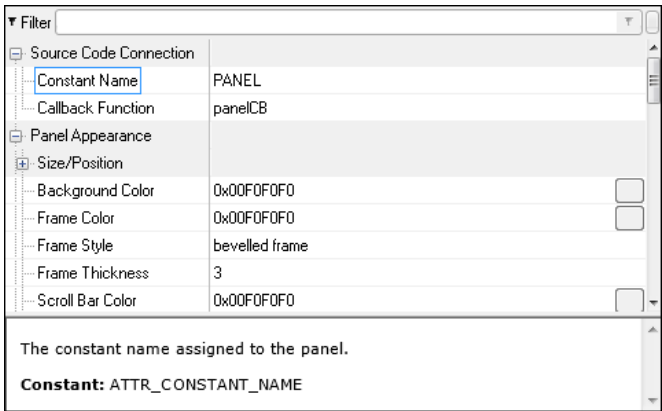 Filter
Source Code Connection
Constant Name PANEL
Callback Function panelCB
Panel Appearance
Size/Position
Background Color 0x00F0F0F0
Frame Color 0x00F0F0F0
Frame Style bevelled frame
Frame Thickness 3
Scroll Bar Color 0x00F0F0F0
The constant name assigned to the panel.
Constant: ATTR_CONSTANT_NAME